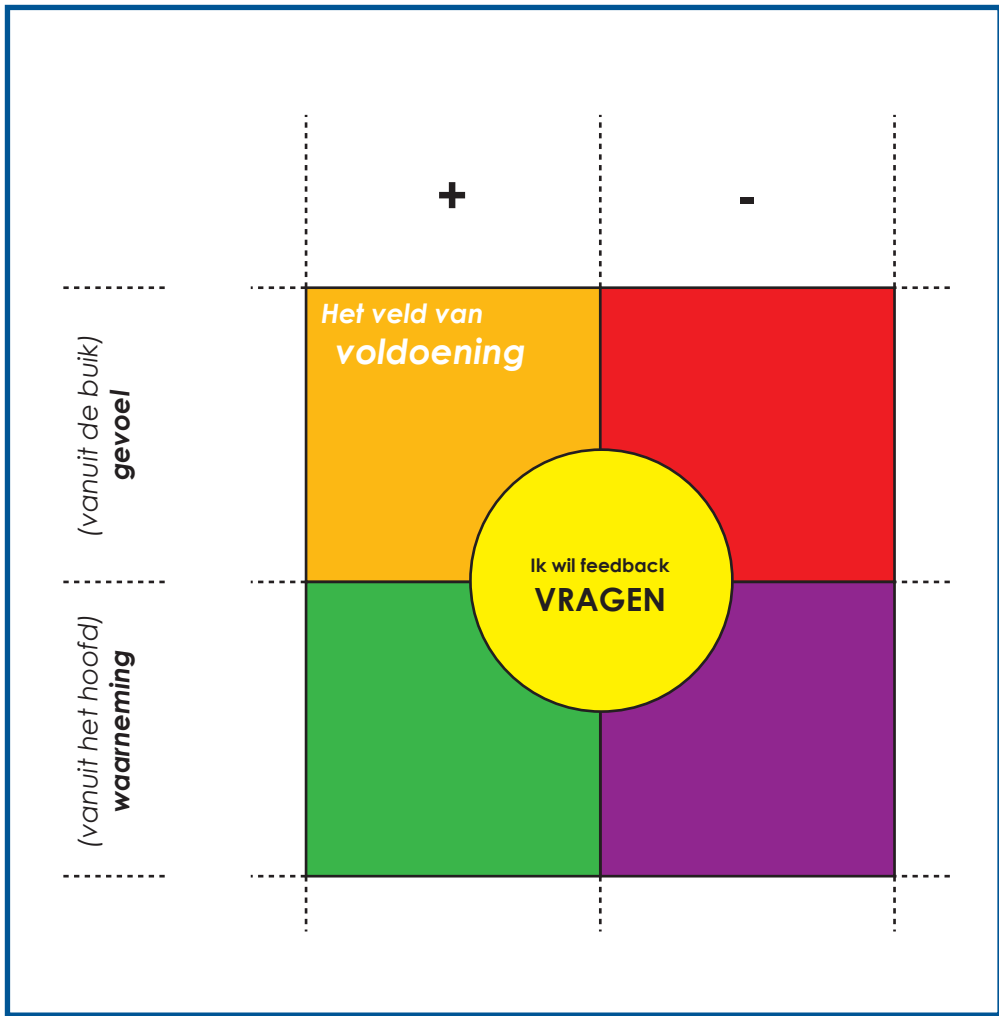 +
-
Het veld van
voldoening
(vanuit de buik)
gevoel
Ik wil feedback
VRAGEN
(vanuit het hoofd)
waarneming